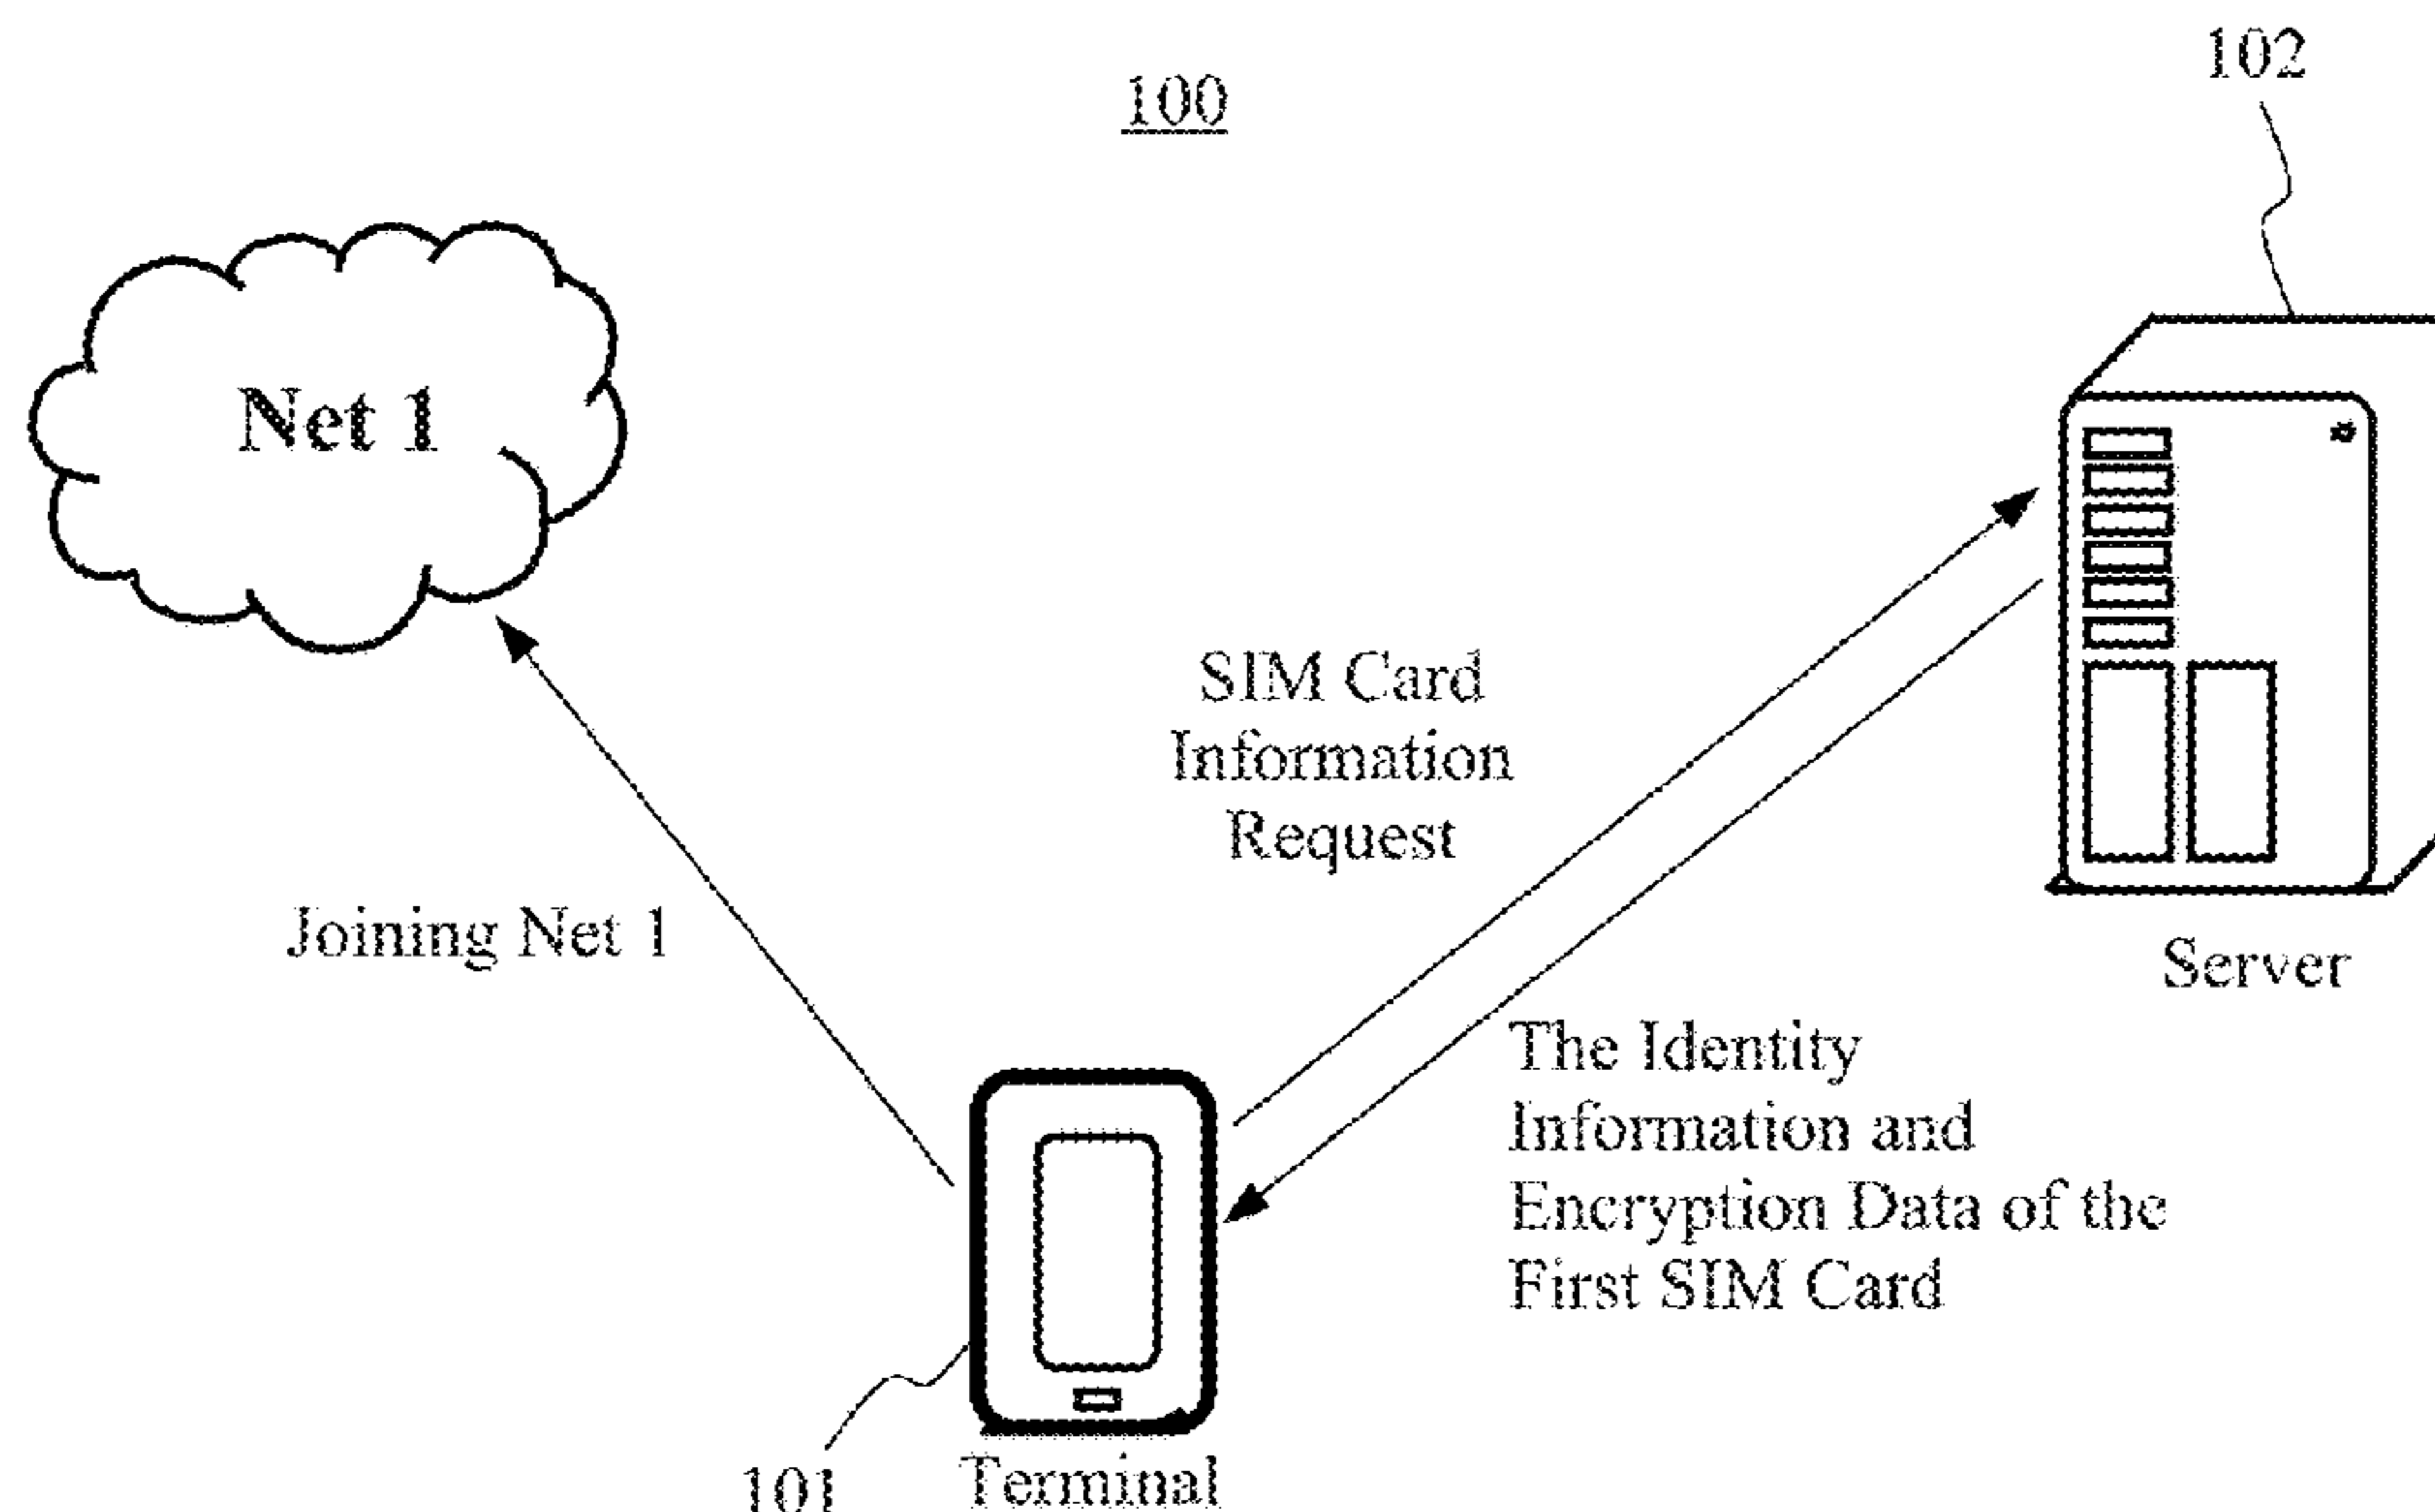 100
102
Net 1
SIM Card
Information
Request
Joining Net 1
Server
The Identity
Information and
Encryption Data of the
First SIM Card
101
Terminal